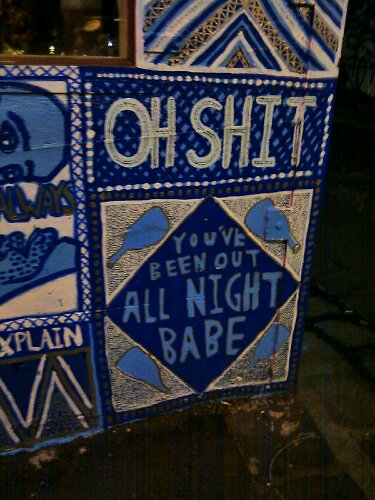 OH SHIT
ALWAYS
YOU'VE
BEEN OUT
ALL NIGHT
BABE
XPLAIN